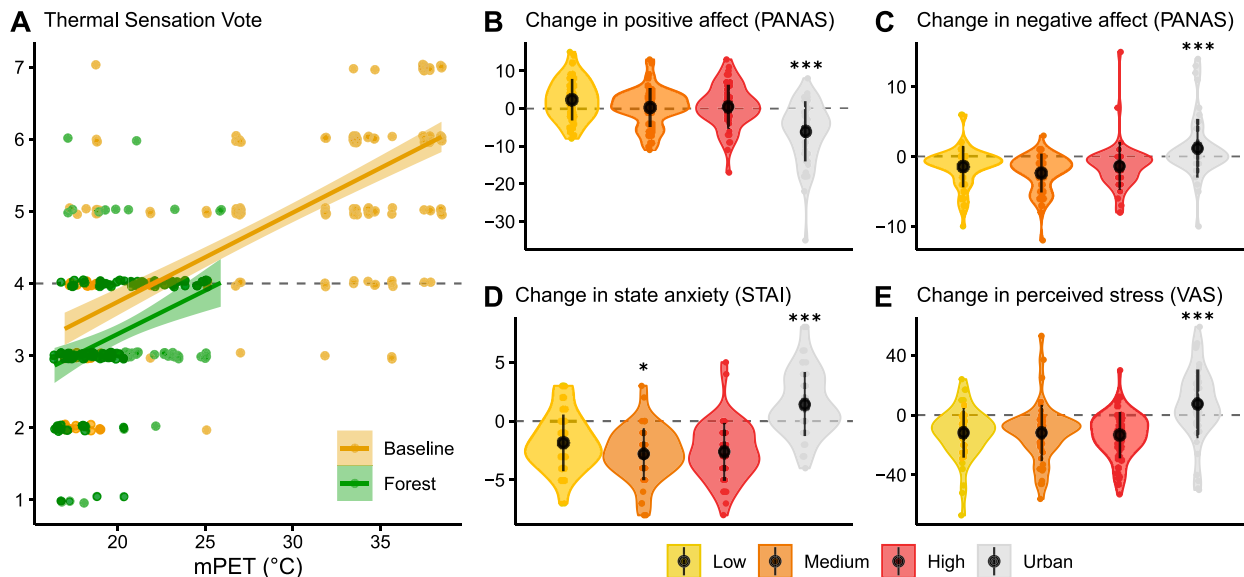 A Thermal Sensation Vote
7
6
5
4
3
2
1
20
25
30
35
mPET (°C)
Baseline
Forest
B Change in positive affect (PANAS)
***
10
0
−10
−20
−30
C Change in negative affect (PANAS)
***
10
0
−10
D Change in state anxiety (STAI)
***
*
5
0
−5
E Change in perceived stress (VAS)
***
40
0
−40
Low
Medium
High
Urban